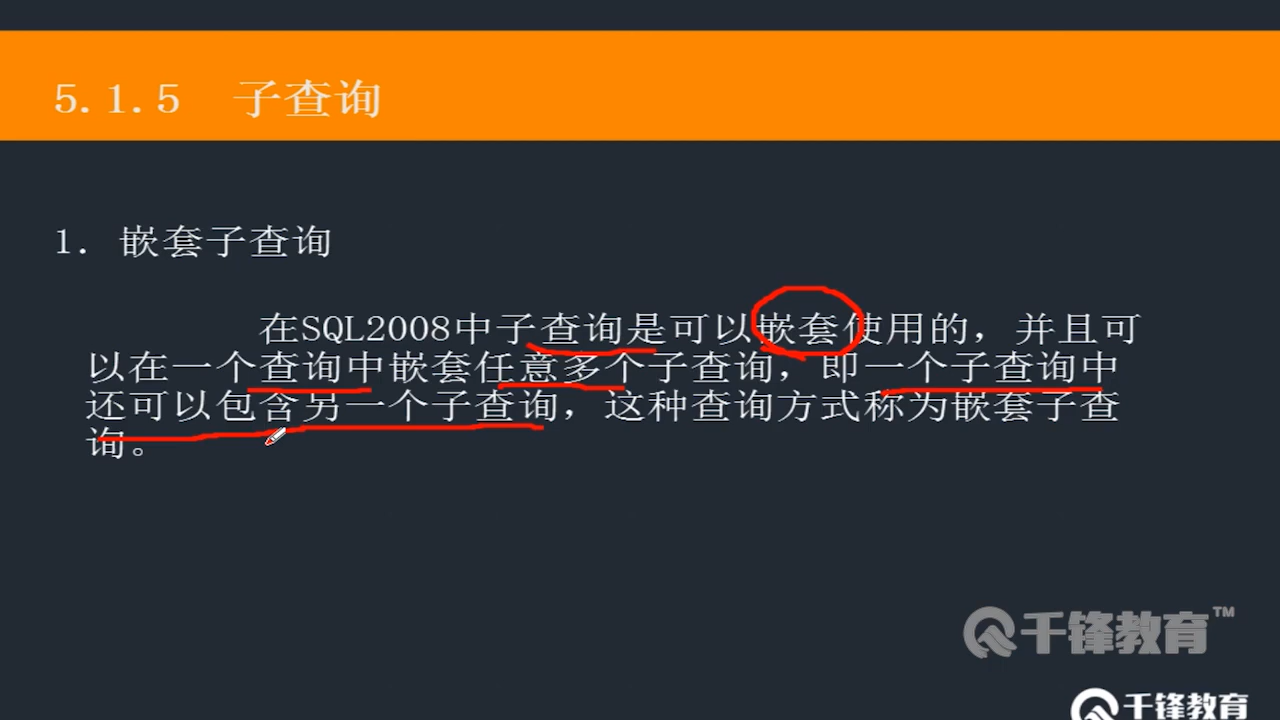 5.1.5 子查询
1. 嵌套子查询
在SQL2008中子查询是可以嵌套使用的，并且可
以在一个查询中嵌套任意多个子查询，即一个子查询中
还可以包含另一个子查询，这种查询方式称为嵌套子查
询。
千锋教育™
千锋教育